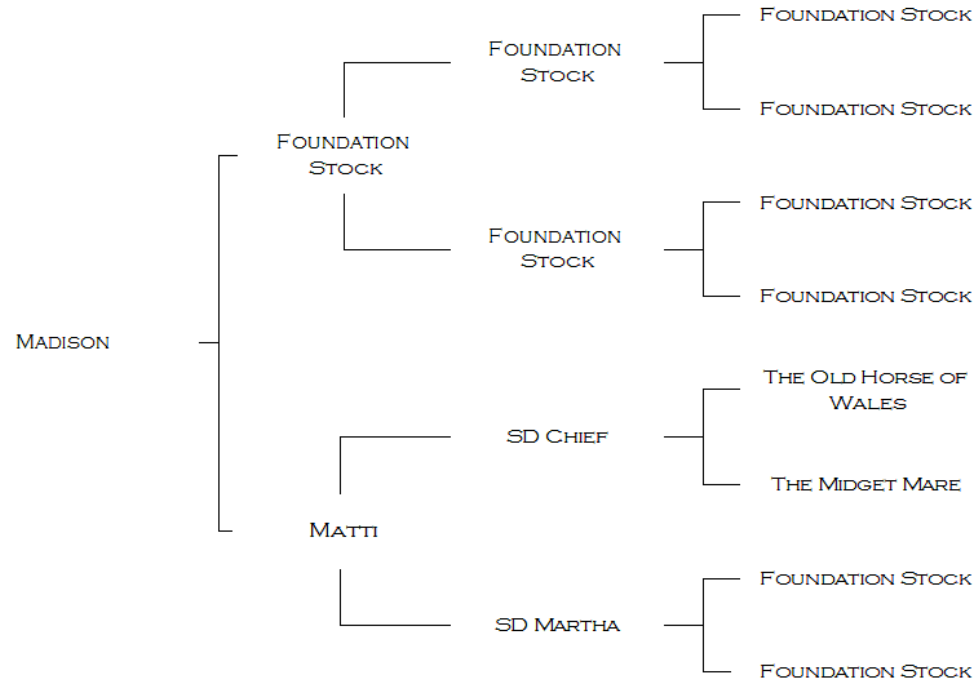 Foundation Stock
Foundation
Stock
Foundation Stock
Foundation
Stock
Foundation Stock
Foundation
Stock
Foundation Stock
Madison
The Old Horse of
Wales
SD Chief
The Midget Mare
Matti
Foundation Stock
SD Martha
Foundation Stock